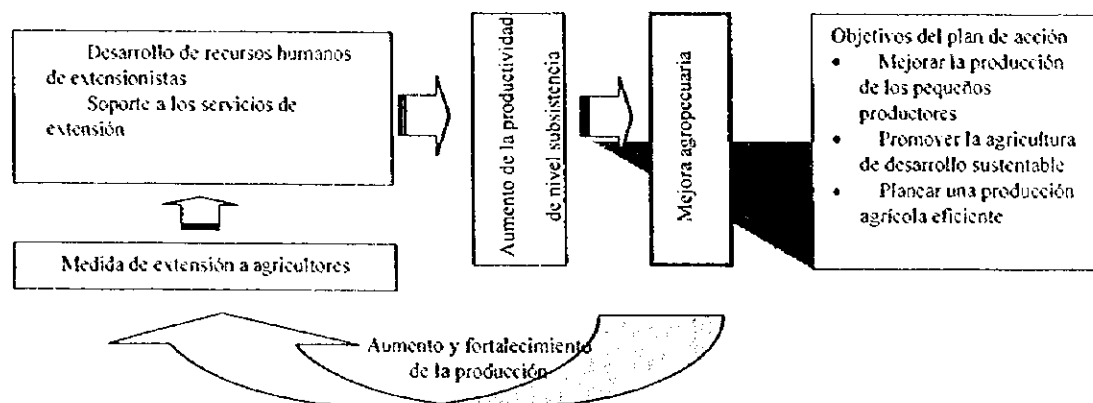 Desarrollo de recursos humanos
de extensionistas
Soporte a los servicios de
extensión
Medida de extensión a agricultores
Aumento de la productividad
de nivel subsistencia
Mejora agropecuaria
Objetivos del plan de acción
• Mejorar la producción
de los pequeños
productores
• Promover la agricultura
de desarrollo sustentable
• Planear una producción
agrícola eficiente
Aumento y fortalecimiento
de la producción